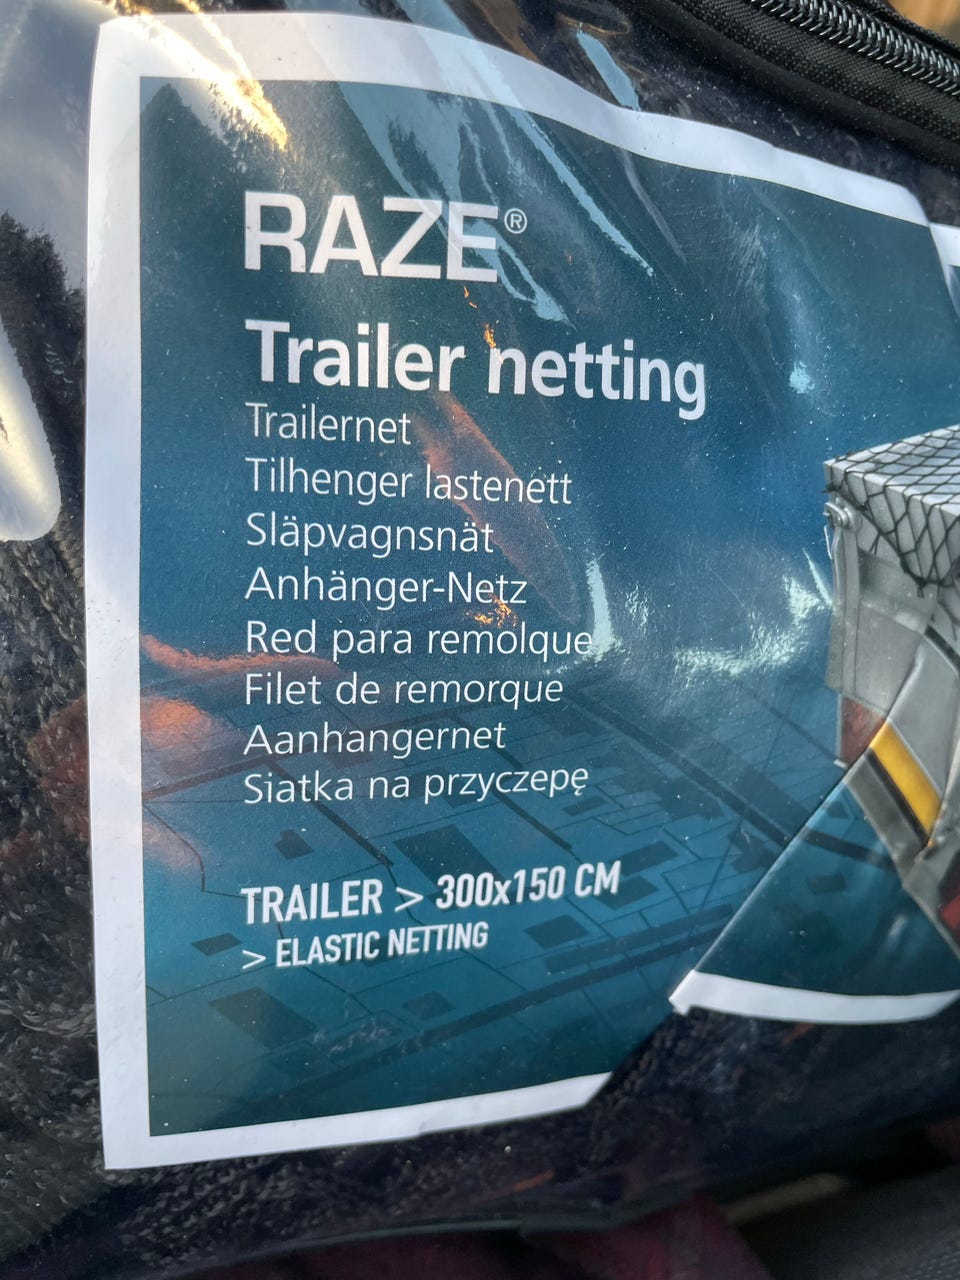 RAZE®
Trailer netting
Trailernet
Tilhenger lastenett
Släpvagnsnät
Anhänger-Netz
Red para remolque
Filet de remorque
Aanhangernet
Siatka na przyczepę
TRAILER > 300x150 CM
> ELASTIC NETTING